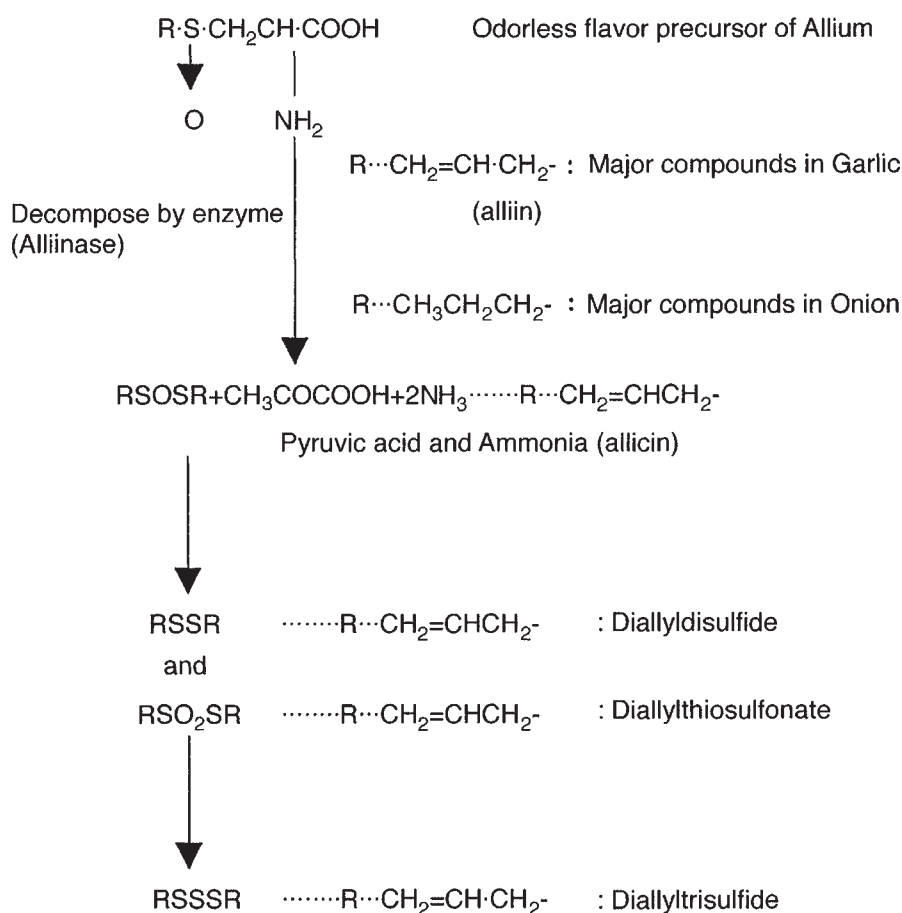 R·S·CH₂CH·COOH Odorless flavor precursor of Allium
O NH₂
R···CH₂=CH·CH₂- : Major compounds in Garlic
(alliin)
Decompose by enzyme
(Alliinase)
R···CH₃CH₂CH₂- : Major compounds in Onion
RSOSR+CH₃COCOOH+2NH₃·······R···CH₂=CHCH₂-
Pyruvic acid and Ammonia (allicin)
RSSR ········R···CH₂=CHCH₂- : Diallyldisulfide
and
RSO₂SR ········R···CH₂=CHCH₂- : Diallylthiosulfonate
RSSSR ········R···CH₂=CH·CH₂- : Diallyltrisulfide